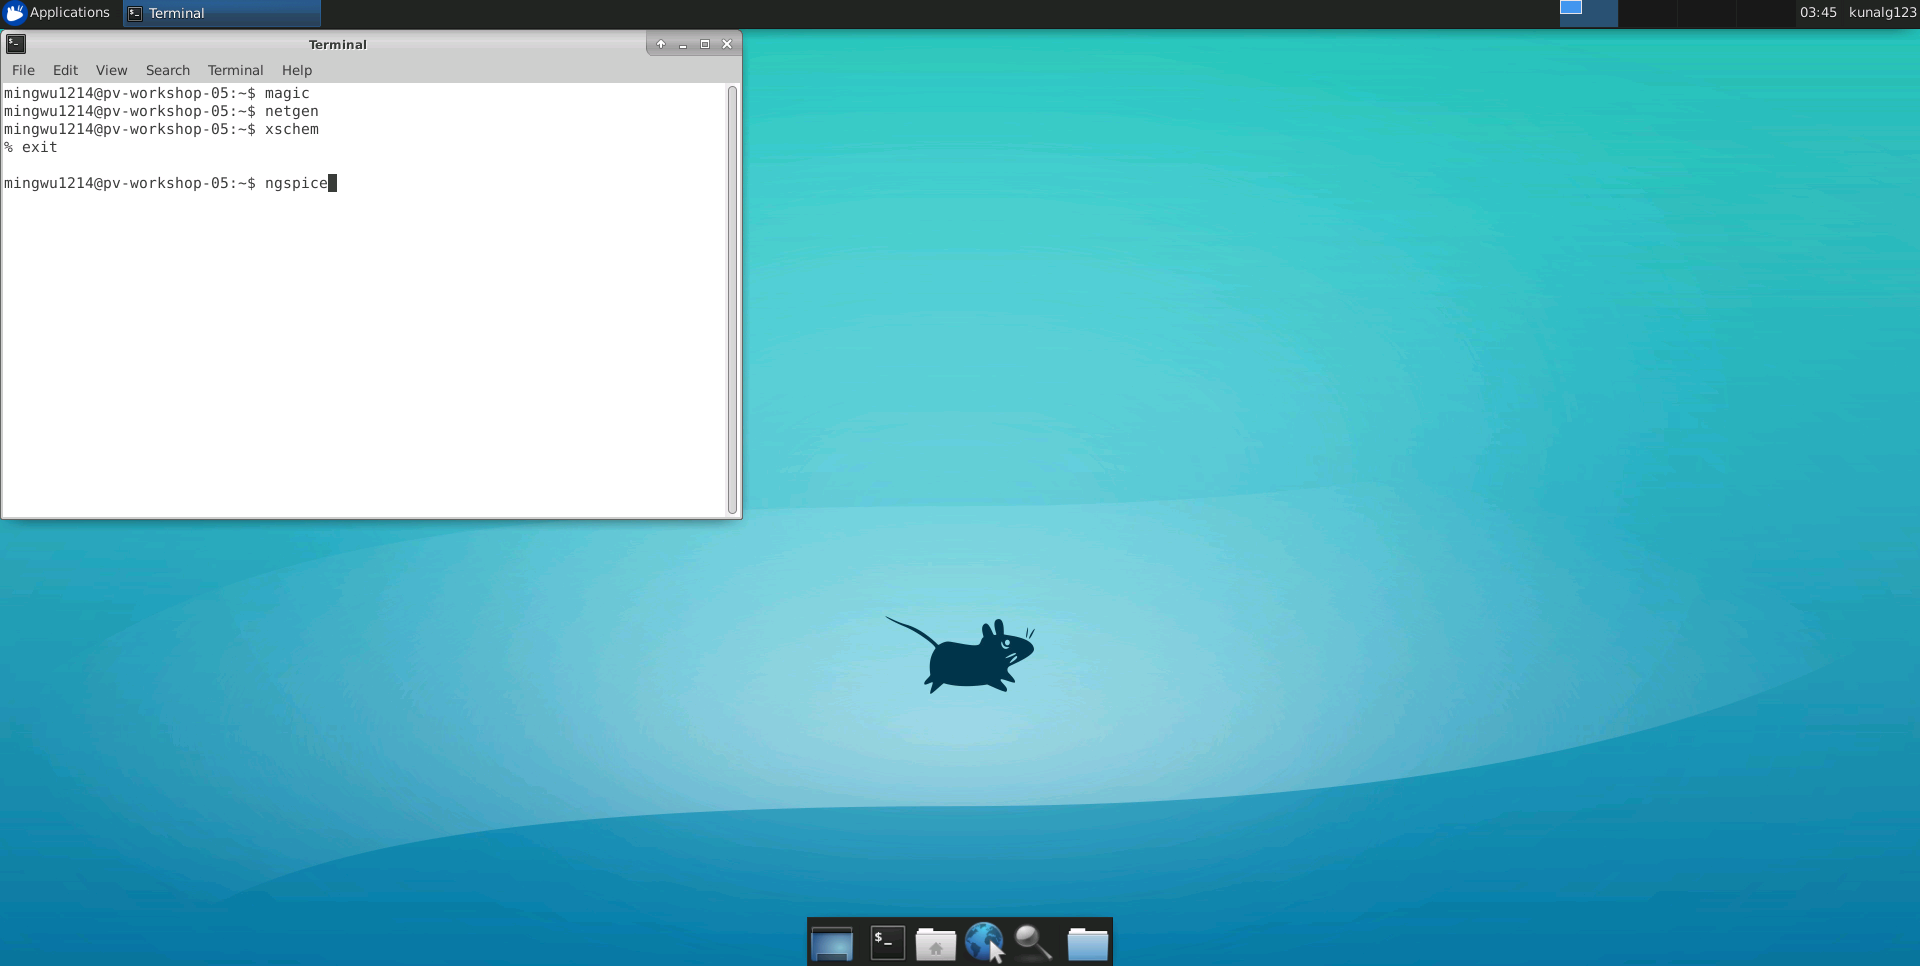 Applications
Terminal
03:45 kunalg123
Terminal
File Edit View Search Terminal Help
mingwu1214@pv-workshop-05:~$ magic
mingwu1214@pv-workshop-05:~$ netgen
mingwu1214@pv-workshop-05:~$ xschem
% exit
mingwu1214@pv-workshop-05:~$ ngspice
$_